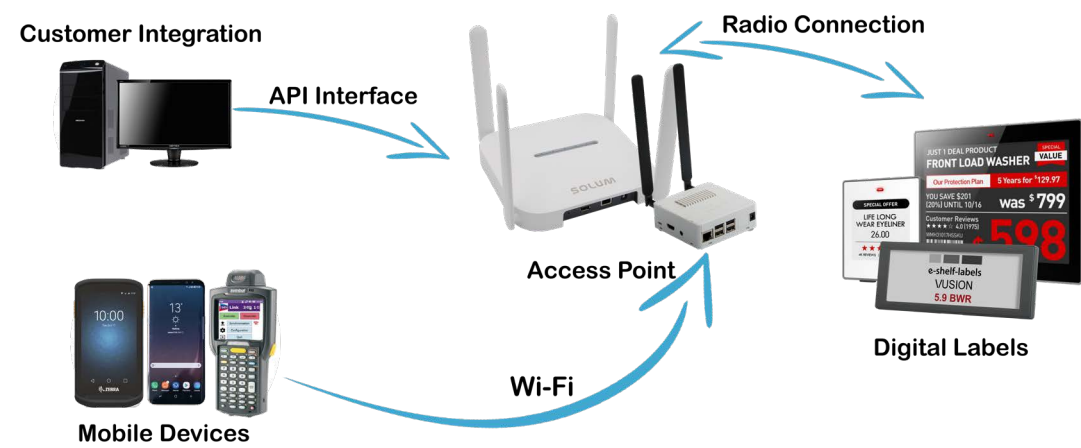 Customer Integration
API Interface
Radio Connection
SOLUM
Access Point
JUST 1 DEAL PRODUCT
FRONT LOAD WASHER
SPECIAL
VALUE
Our Protection Plan
5 Years for $129.97
YOU SAVE $201
(20%) UNTIL 10/16
was $799
Customer Reviews
4.0 (1975)
598
SPECIAL OFFER
LIFE LONG
WEAR EYELINER
26.00
e-shelf-labels
VUSION
5.9 BWR
Digital Labels
10:00
ZEBRA
13'
Wi-Fi
Mobile Devices